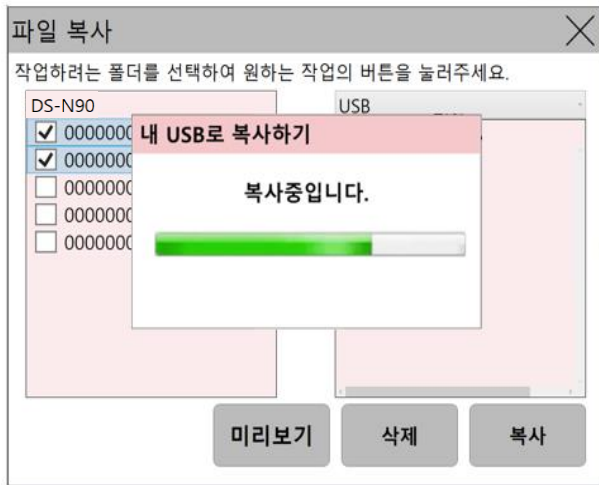 파일 복사
작업하려는 폴더를 선택하여 원하는 작업의 버튼을 눌러주세요.
DS-N90
USB
0000000
0000000
0000000
0000000
0000000
내 USB로 복사하기
복사중입니다.
미리보기
삭제
복사